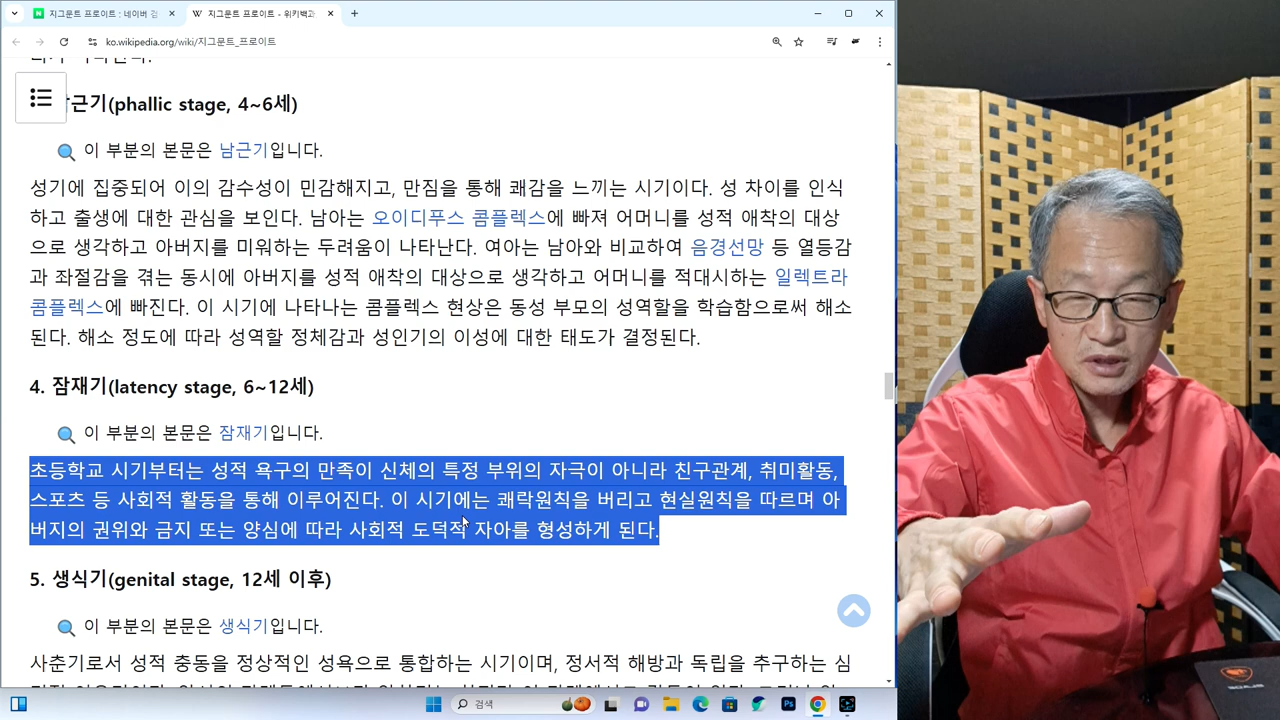 지그문트 프로이트 : 네이버 검
지그문트 프로이트 - 위키백과
ko.wikipedia.org/wiki/지그문트_프로이트
근기(phallic stage, 4~6세)
이 부분의 본문은 남근기입니다.
성기에 집중되어 이의 감수성이 민감해지고, 만짐을 통해 쾌감을 느끼는 시기이다. 성 차이를 인식
하고 출생에 대한 관심을 보인다. 남아는 오이디푸스 콤플렉스에 빠져 어머니를 성적 애착의 대상
으로 생각하고 아버지를 미워하는 두려움이 나타난다. 여아는 남아와 비교하여 음경선망 등 열등감
과 좌절감을 겪는 동시에 아버지를 성적 애착의 대상으로 생각하고 어머니를 적대시하는 일렉트라
콤플렉스에 빠진다. 이 시기에 나타나는 콤플렉스 현상은 동성 부모의 성역할을 학습함으로써 해소
된다. 해소 정도에 따라 성역할 정체감과 성인기의 이성에 대한 태도가 결정된다.
4. 잠재기(latency stage, 6~12세)
이 부분의 본문은 잠재기입니다.
초등학교 시기부터는 성적 욕구의 만족이 신체의 특정 부위의 자극이 아니라 친구관계, 취미활동,
스포츠 등 사회적 활동을 통해 이루어진다. 이 시기에는 쾌락원칙을 버리고 현실원칙을 따르며 아
버지의 권위와 금지 또는 양심에 따라 사회적 도덕적 자아를 형성하게 된다.
5. 생식기(genital stage, 12세 이후)
이 부분의 본문은 생식기입니다.
사춘기로서 성적 충동을 정상적인 성욕으로 통합하는 시기이며, 정서적 해방과 독립을 추구하는 심
검색
Ps